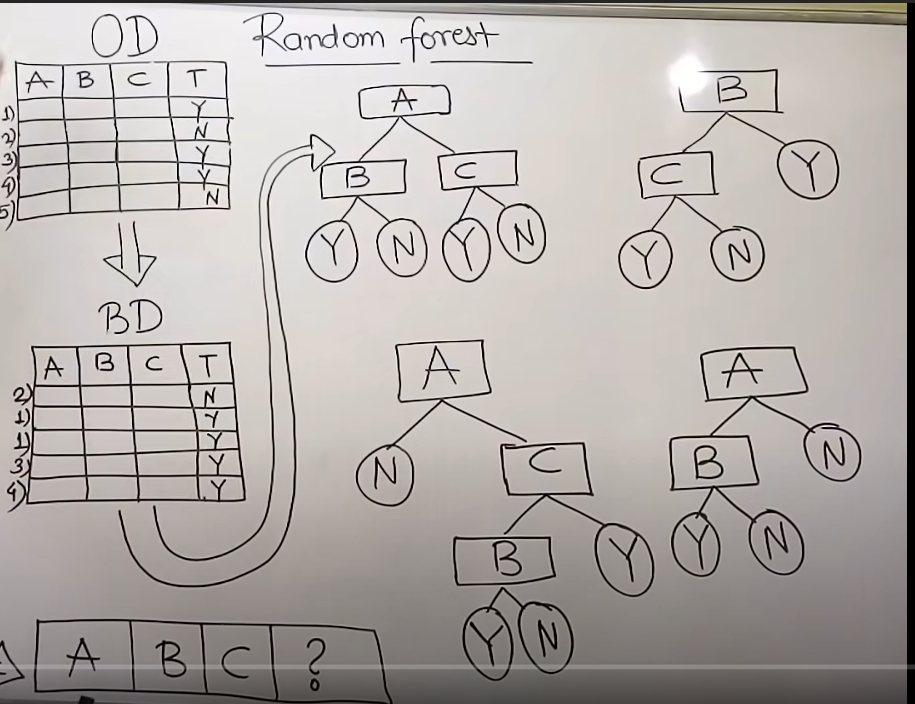 OD
Random forest
A B C T
1) Y
2) N
3) Y
4) Y
5) N
BD
A B C T
2) N
1) Y
1) Y
3) Y
4) Y
A
B C
Y N Y N
B
C Y
Y N
A
N C
B Y
Y N
A
B N
Y N
A B C ?